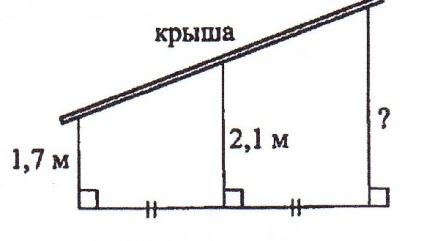 крыша
1,7 м
2,1 м
?